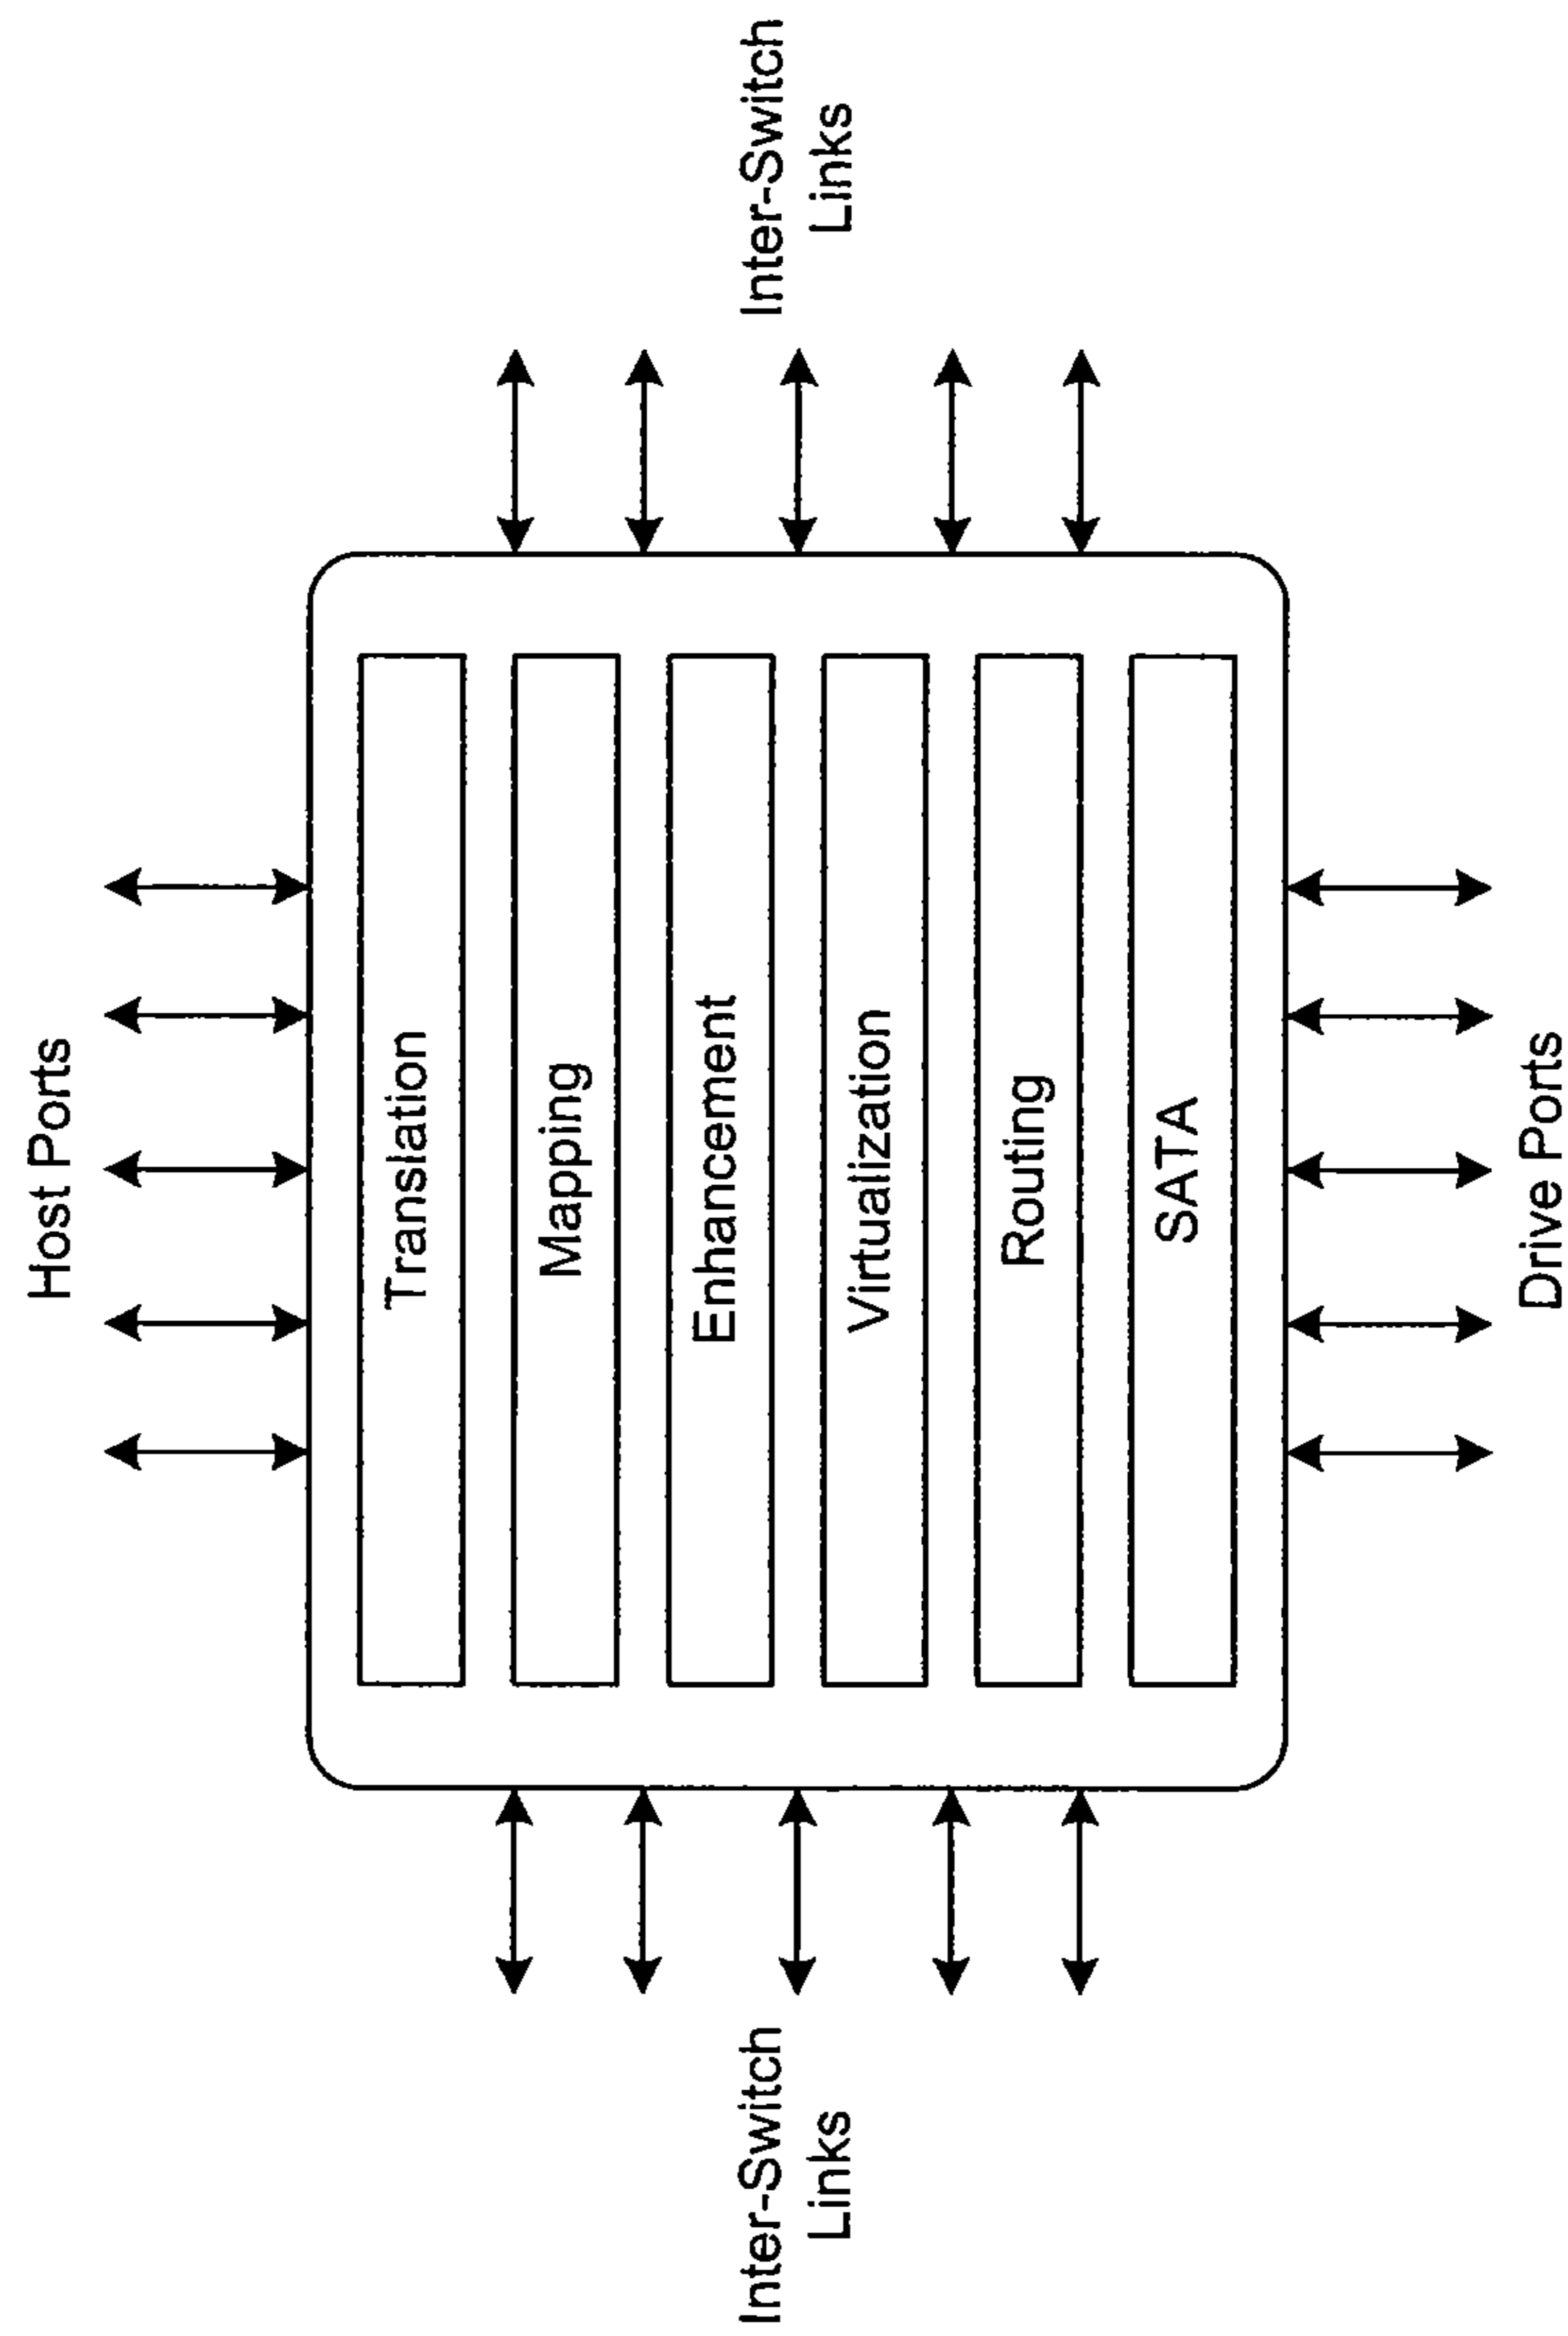 Host Ports
Inter-Switch
Links
Translation
Mapping
Enhancement
Virtualization
Routing
SATA
Inter-Switch
Links
Drive Ports